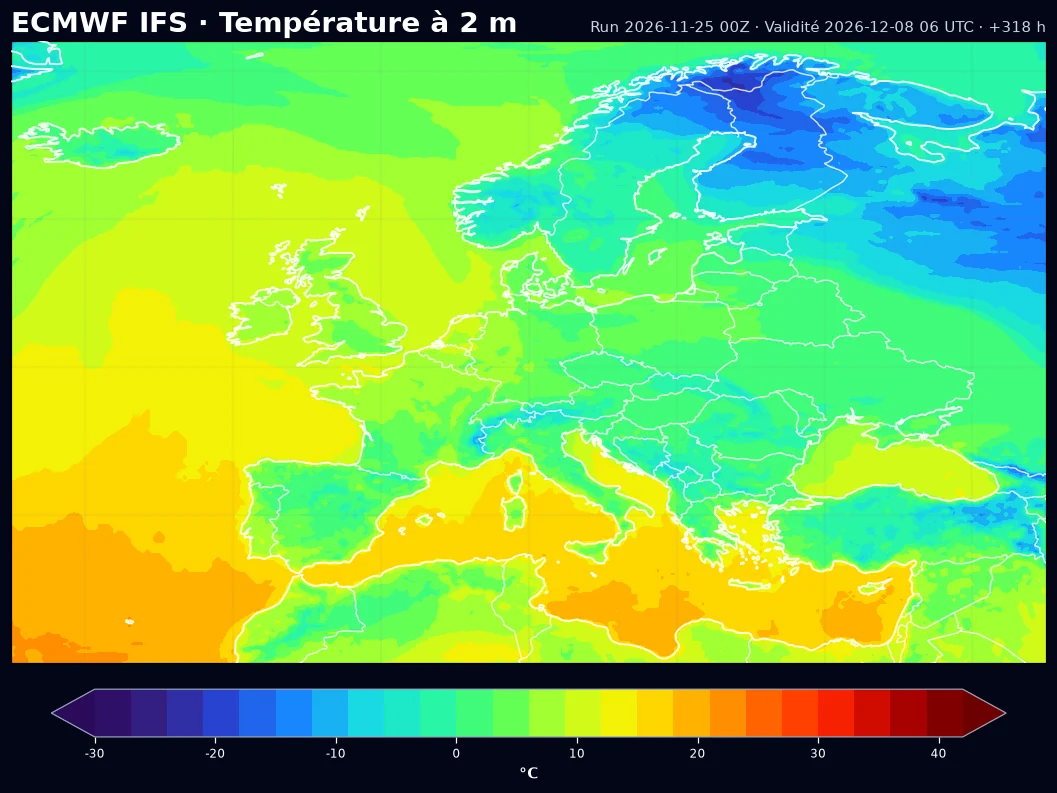 ECMWF IFS · Température à 2 m
Run 2026-11-25 00Z · Validité 2026-12-08 06 UTC · +318 h
-30 -20 -10 0 10 20 30 40
°C